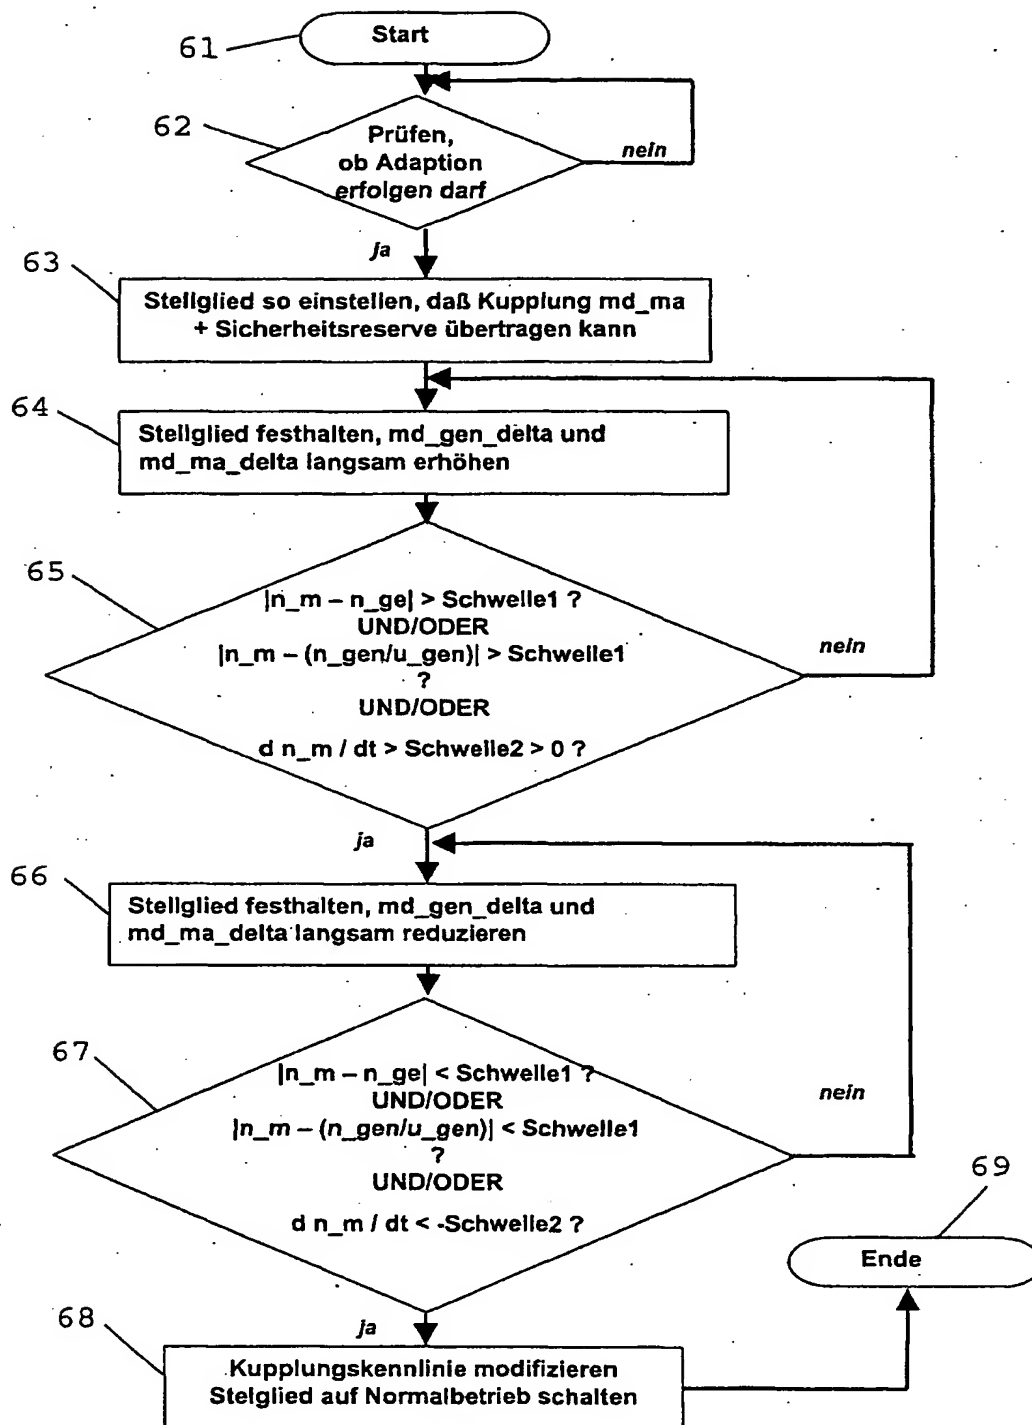 61
Start
62
Prüfen,
ob Adaption
erfolgen darf
nein
ja
63
Stellglied so einstellen, daß Kupplung md_ma
+ Sicherheitsreserve übertragen kann
64
Stellglied festhalten, md_gen_delta und
md_ma_delta langsam erhöhen
65
|n_m – n_ge| > Schwelle1 ?
UND/ODER
|n_m – (n_gen/u_gen)| > Schwelle1
?
UND/ODER
d n_m / dt > Schwelle2 > 0 ?
nein
ja
66
Stellglied festhalten, md_gen_delta und
md_ma_delta langsam reduzieren
67
|n_m – n_ge| < Schwelle1 ?
UND/ODER
|n_m – (n_gen/u_gen)| < Schwelle1
?
UND/ODER
d n_m / dt < -Schwelle2 ?
nein
69
Ende
ja
68
Kupplungskennlinie modifizieren
Stelglied auf Normalbetrieb schalten